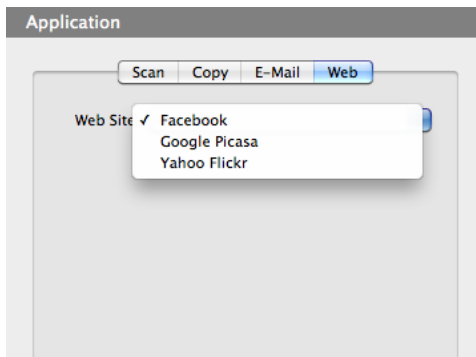 Application
Scan Copy E-Mail Web
Web Site ✓ Facebook
Google Picasa
Yahoo Flickr